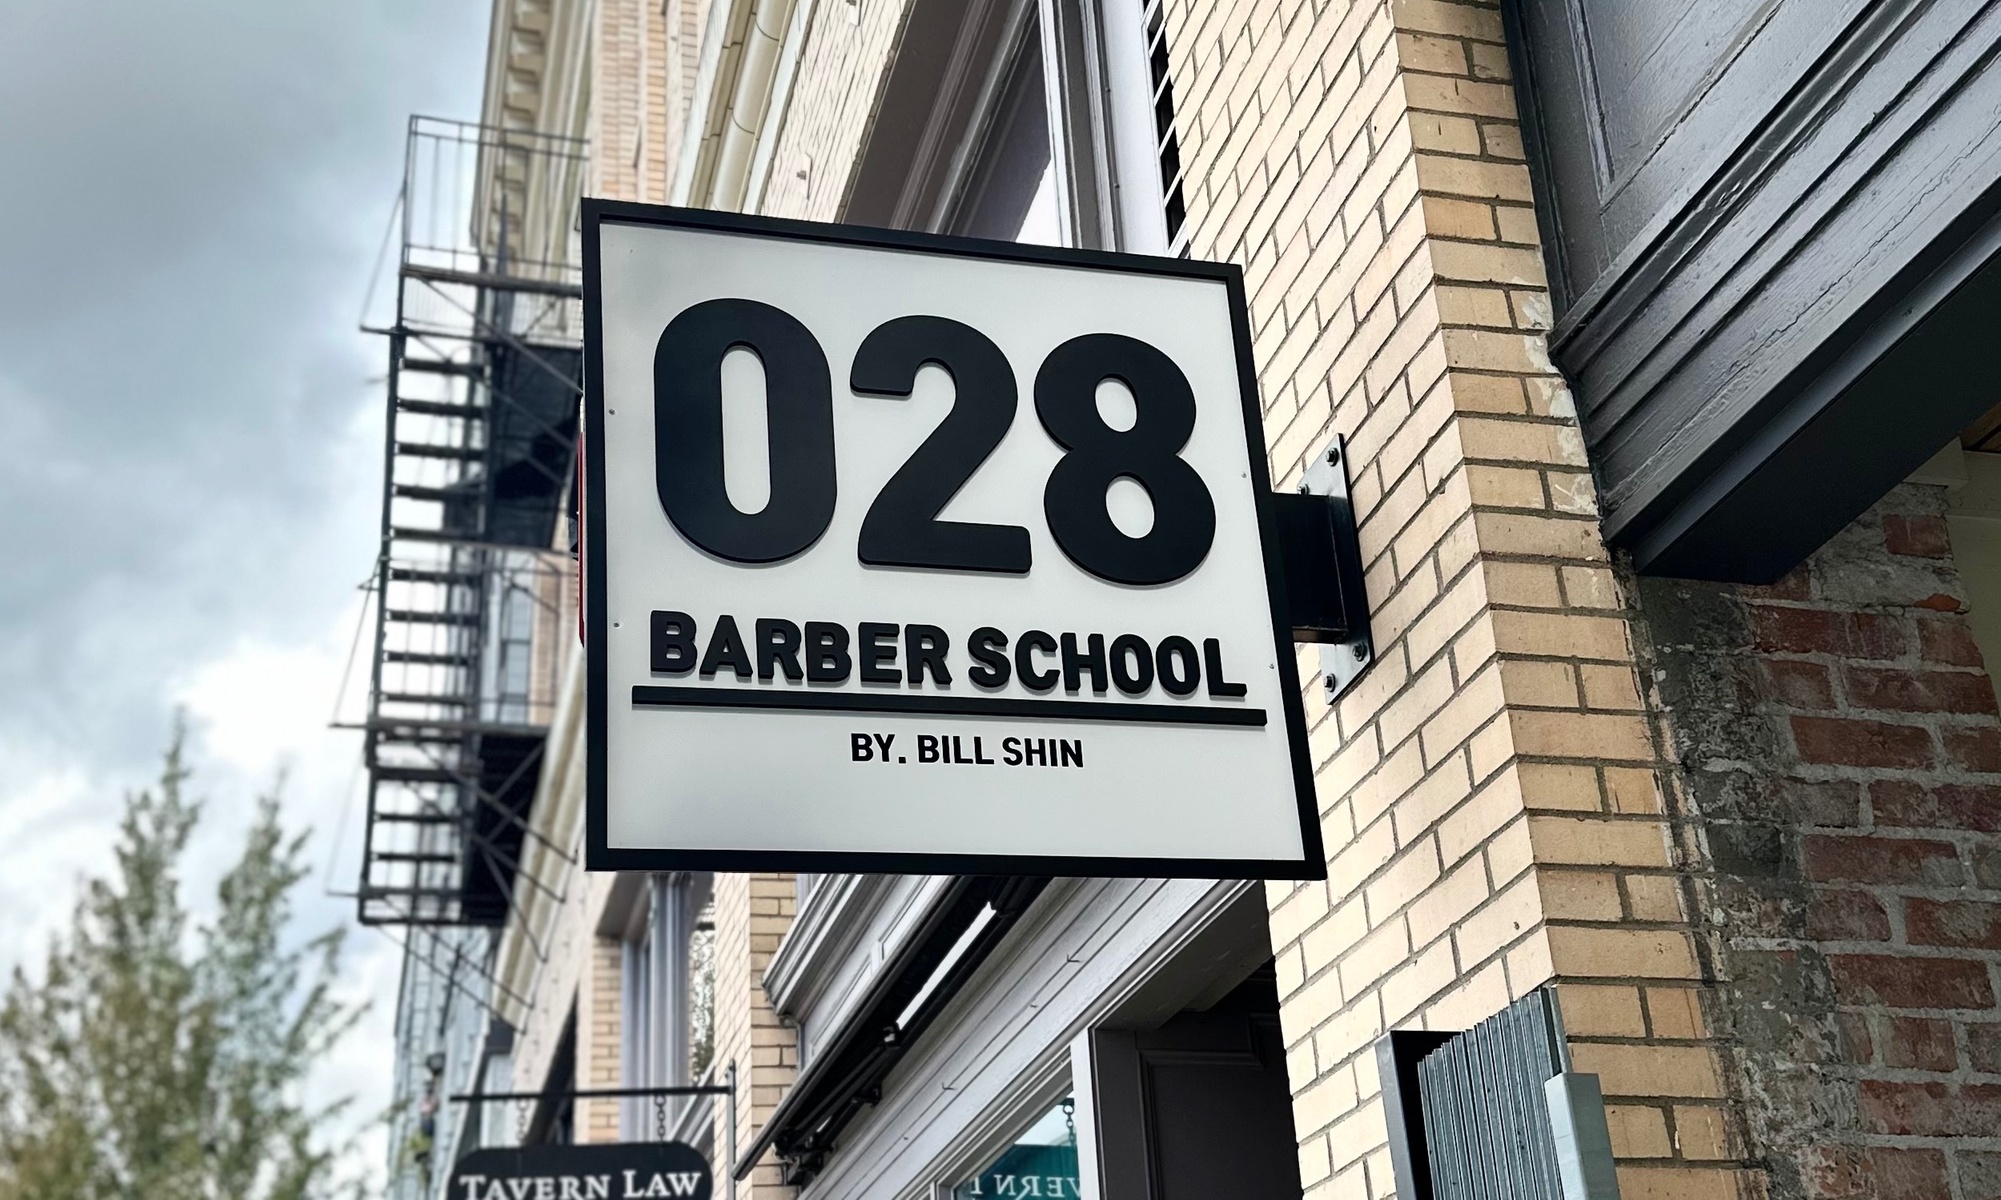 028
BARBER SCHOOL
BY. BILL SHIN
TAVERN LAW